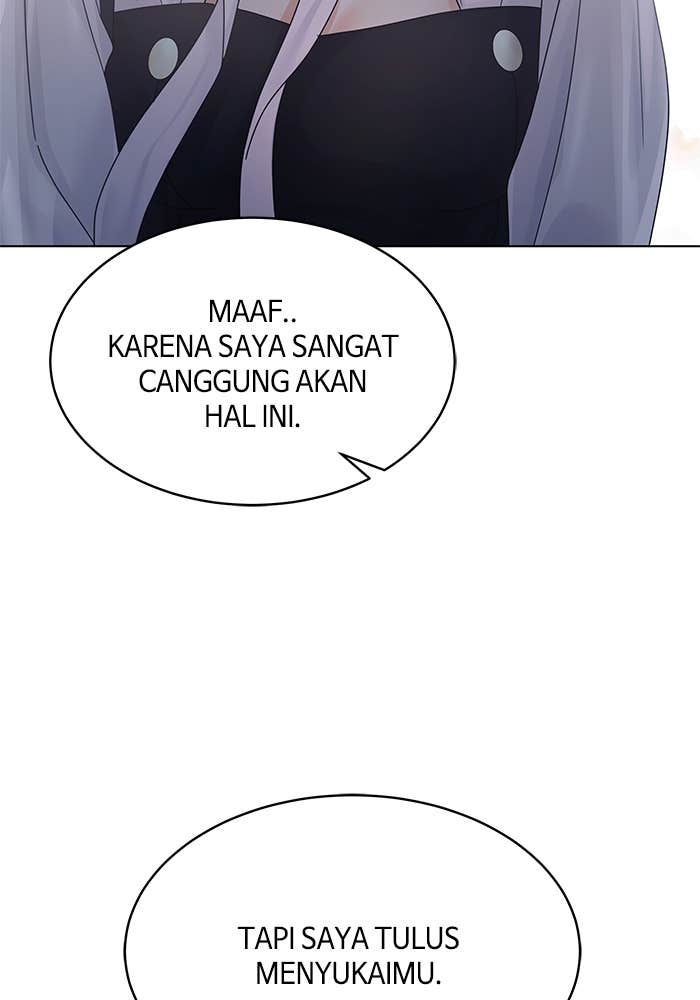 MAAF..
KARENA SAYA SANGAT
CANGGUNG AKAN
HAL INI.
TAPI SAYA TULUS
MENYUKAIMU.